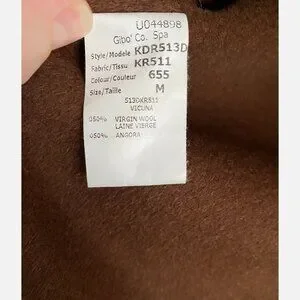 U044898
Gibo' Co. Spa
Style/Modele KDR513D
Fabric/Tissu KR511
Colour/Couleur 655
Size/Taille M
513DKR511
VICUNA
050% VIRGIN WOOL
LAINE VIERGE
050% ANGORA